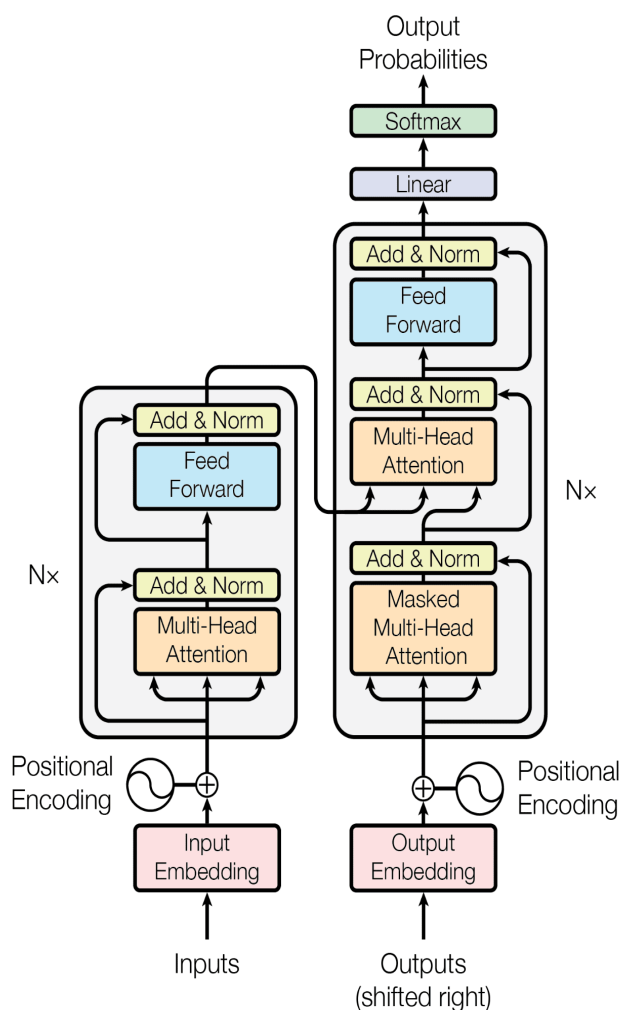 Output
Probabilities
Softmax
Linear
Add & Norm
Feed
Forward
Add & Norm
Multi-Head
Attention
N×
Add & Norm
Masked
Multi-Head
Attention
Add & Norm
Feed
Forward
N×
Add & Norm
Multi-Head
Attention
Positional
Encoding
Positional
Encoding
Input
Embedding
Output
Embedding
Inputs
Outputs
(shifted right)